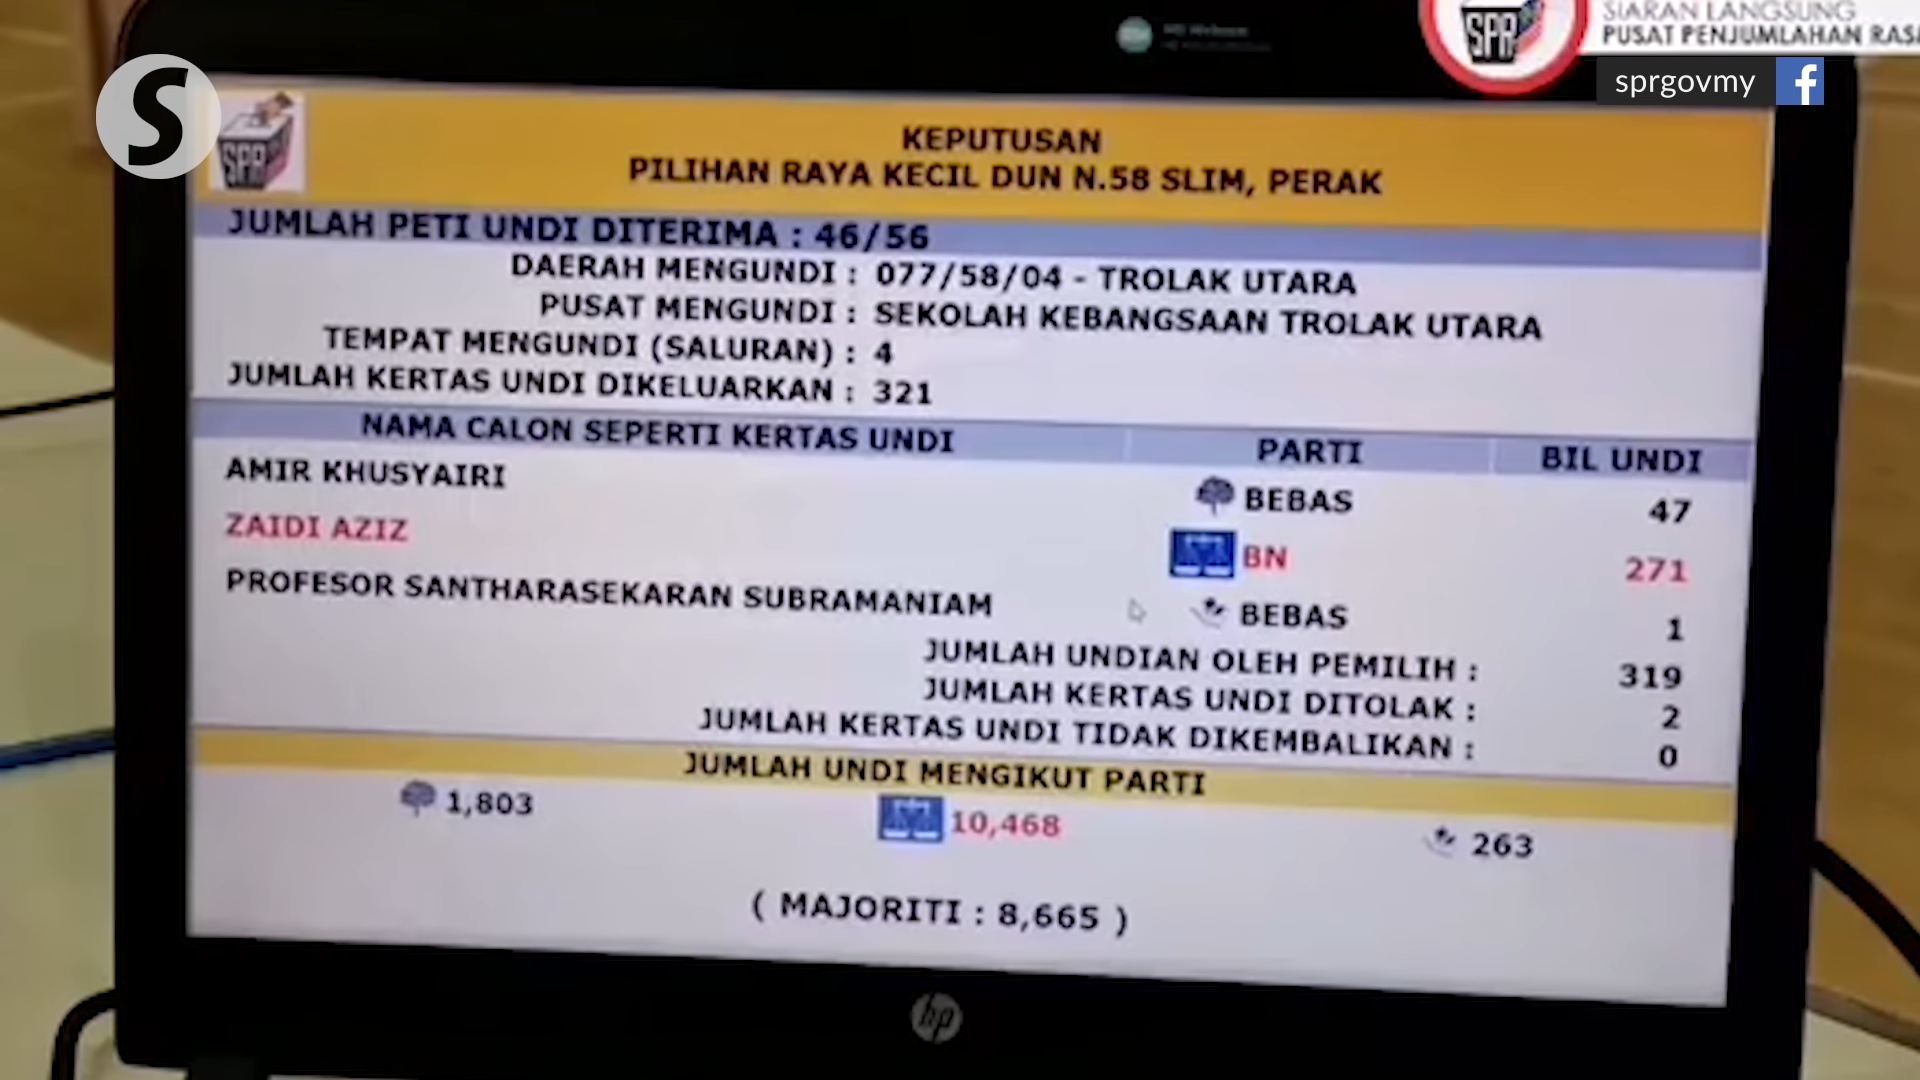 SIARAN LANGSUNG
SPR
PUSAT PENJUMLAHAN RASM
sprgovmy
f
S
SPR
KEPUTUSAN
PILIHAN RAYA KECIL DUN N.58 SLIM, PERAK
JUMLAH PETI UNDI DITERIMA : 46/56
DAERAH MENGUNDI : 077/58/04 - TROLAK UTARA
PUSAT MENGUNDI : SEKOLAH KEBANGSAAN TROLAK UTARA
TEMPAT MENGUNDI (SALURAN) : 4
JUMLAH KERTAS UNDI DIKELUARKAN : 321
NAMA CALON SEPERTI KERTAS UNDI PARTI BIL UNDI
AMIR KHUSYAIRI BEBAS 47
ZAIDI AZIZ BN 271
PROFESOR SANTHARASEKARAN SUBRAMANIAM BEBAS 1
JUMLAH UNDIAN OLEH PEMILIH : 319
JUMLAH KERTAS UNDI DITOLAK : 2
JUMLAH KERTAS UNDI TIDAK DIKEMBALIKAN : 0
JUMLAH UNDI MENGIKUT PARTI
1,803 10,468 263
( MAJORITI : 8,665 )
hp